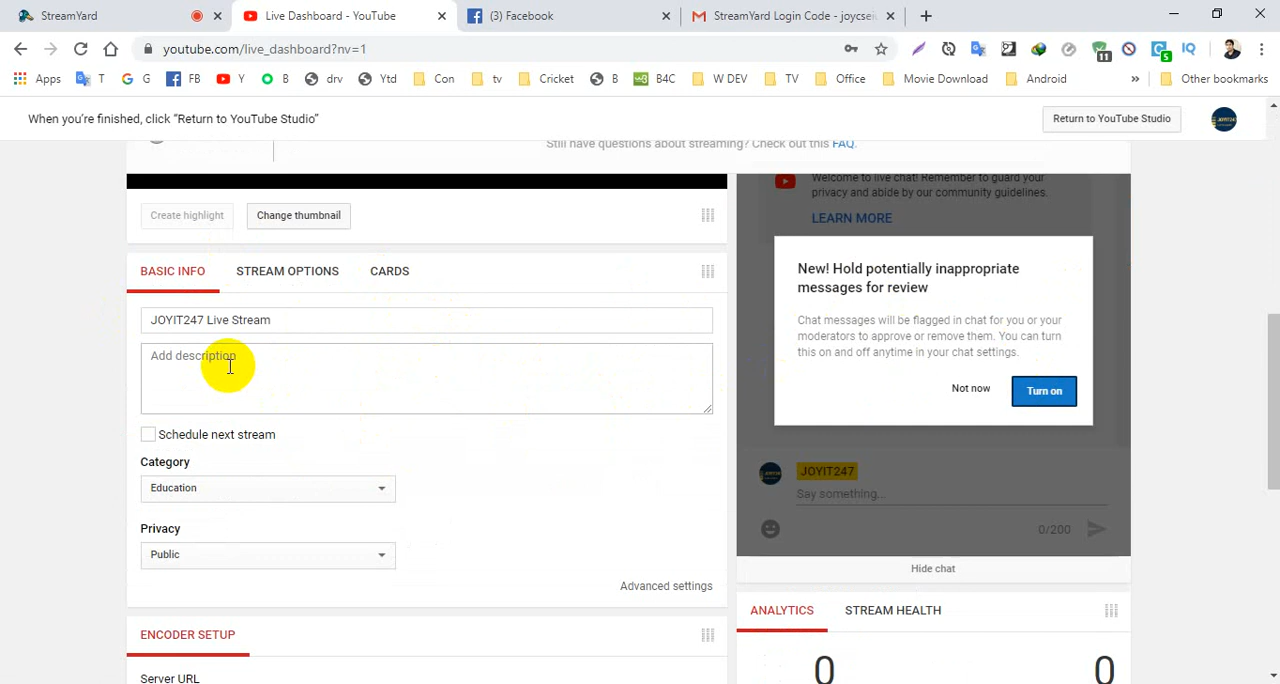 StreamYard
Live Dashboard - YouTube
(3) Facebook
StreamYard Login Code - joycsei
youtube.com/live_dashboard?nv=1
11
5
IQ
Apps
T
G
FB
Y
B
drv
Ytd
Con
tv
Cricket
B
B4C
W DEV
TV
Office
Movie Download
Android
»
Other bookmarks
When you're finished, click “Return to YouTube Studio”
Return to YouTube Studio
Still have questions about streaming? Check out this FAQ.
Create highlight
Change thumbnail
BASIC INFO
STREAM OPTIONS
CARDS
JOYIT247 Live Stream
Add description
Schedule next stream
Category
Education
Privacy
Public
Advanced settings
ENCODER SETUP
Server URL
Welcome to live chat! Remember to guard your
privacy and abide by our community guidelines.
LEARN MORE
New! Hold potentially inappropriate
messages for review
Chat messages will be flagged in chat for you or your
moderators to approve or remove them. You can turn
this on and off anytime in your chat settings.
Not now
Turn on
JOYIT247
Say something...
0/200
Hide chat
ANALYTICS
STREAM HEALTH
0
0